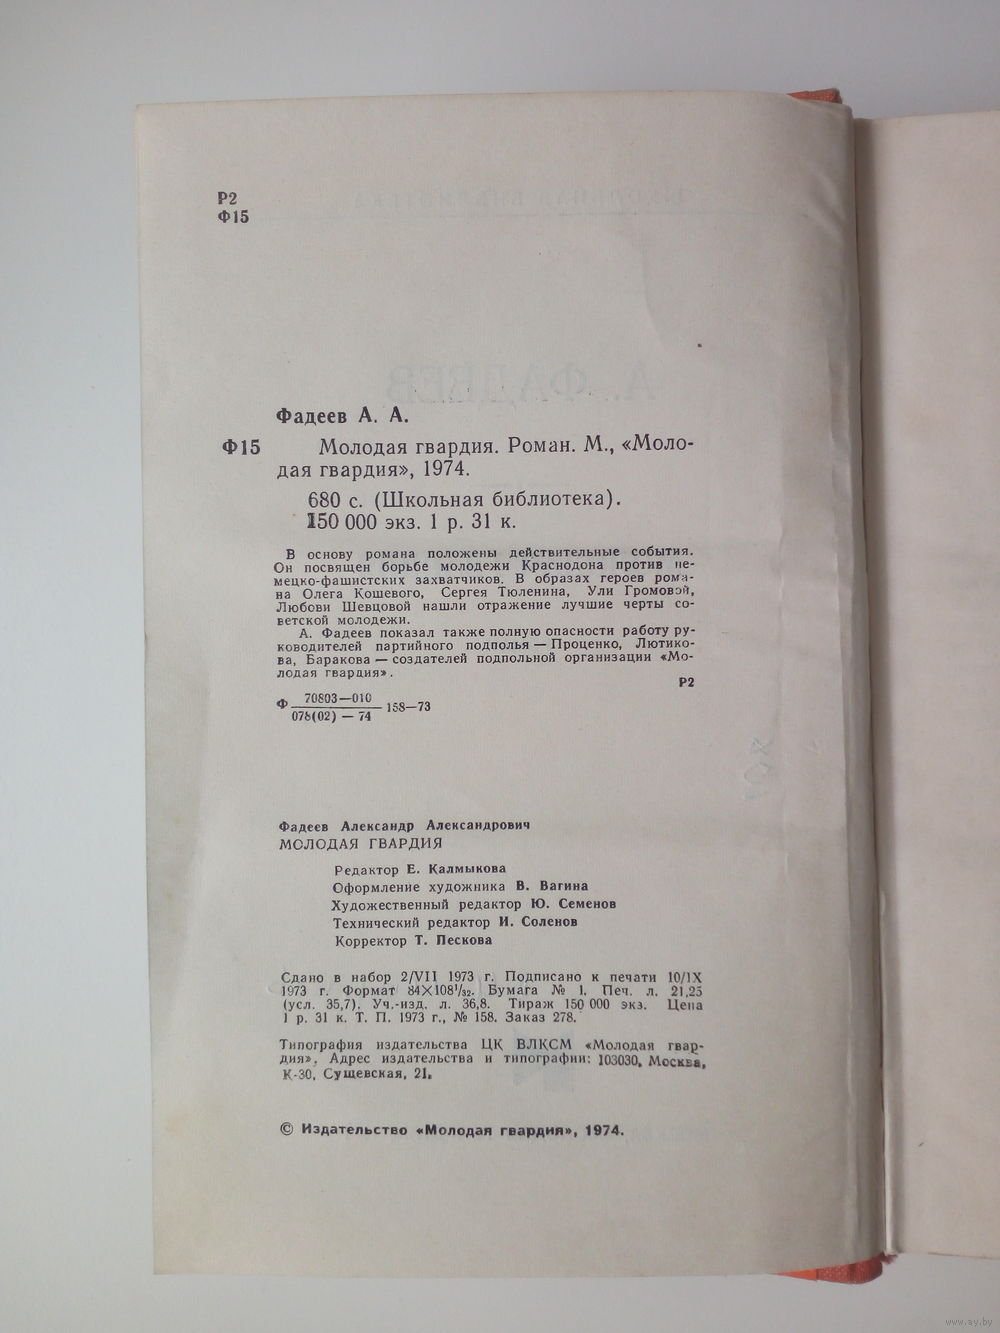 Р2
Ф15
Фадеев А. А.
Ф15 Молодая гвардия. Роман. М., «Моло-
дая гвардия», 1974.
680 с. (Школьная библиотека).
150 000 экз. 1 р. 31 к.
В основу романа положены действительные события.
Он посвящен борьбе молодежи Краснодона против не-
мецко-фашистских захватчиков. В образах героев рома-
на Олега Кошевого, Сергея Тюленина, Ули Громовой,
Любови Шевцовой нашли отражение лучшие черты со-
ветской молодежи.
А. Фадеев показал также полную опасности работу ру-
ководителей партийного подполья — Проценко, Лютико-
ва, Баракова — создателей подпольной организации «Мо-
лодая гвардия».
Р2
Ф 70803—010
078(02) — 74 158—73
Фадеев Александр Александрович
МОЛОДАЯ ГВАРДИЯ
Редактор Е. Калмыкова
Оформление художника В. Вагина
Художественный редактор Ю. Семенов
Технический редактор И. Соленов
Корректор Т. Пескова
Сдано в набор 2/VII 1973 г. Подписано к печати 10/IX
1973 г. Формат 84×108¹/₃₂. Бумага № 1. Печ. л. 21,25
(усл. 35,7). Уч.-изд. л. 36,8. Тираж 150 000 экз. Цена
1 р. 31 к. Т. П. 1973 г., № 158. Заказ 278.
Типография издательства ЦК ВЛКСМ «Молодая гвар-
дия». Адрес издательства и типографии: 103030, Москва,
К-30, Сущевская, 21.
© Издательство «Молодая гвардия», 1974.
www.ay.by